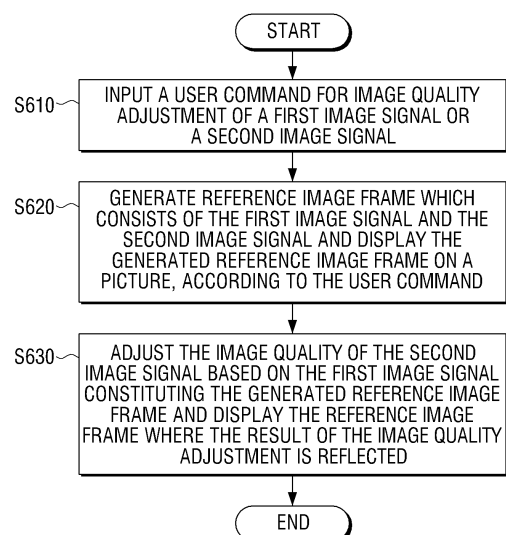 START
S610
INPUT A USER COMMAND FOR IMAGE QUALITY
ADJUSTMENT OF A FIRST IMAGE SIGNAL OR
A SECOND IMAGE SIGNAL
S620
GENERATE REFERENCE IMAGE FRAME WHICH
CONSISTS OF THE FIRST IMAGE SIGNAL AND THE
SECOND IMAGE SIGNAL AND DISPLAY THE
GENERATED REFERENCE IMAGE FRAME ON A
PICTURE, ACCORDING TO THE USER COMMAND
S630
ADJUST THE IMAGE QUALITY OF THE SECOND
IMAGE SIGNAL BASED ON THE FIRST IMAGE SIGNAL
CONSTITUTING THE GENERATED REFERENCE IMAGE
FRAME AND DISPLAY THE REFERENCE IMAGE
FRAME WHERE THE RESULT OF THE IMAGE QUALITY
ADJUSTMENT IS REFLECTED
END